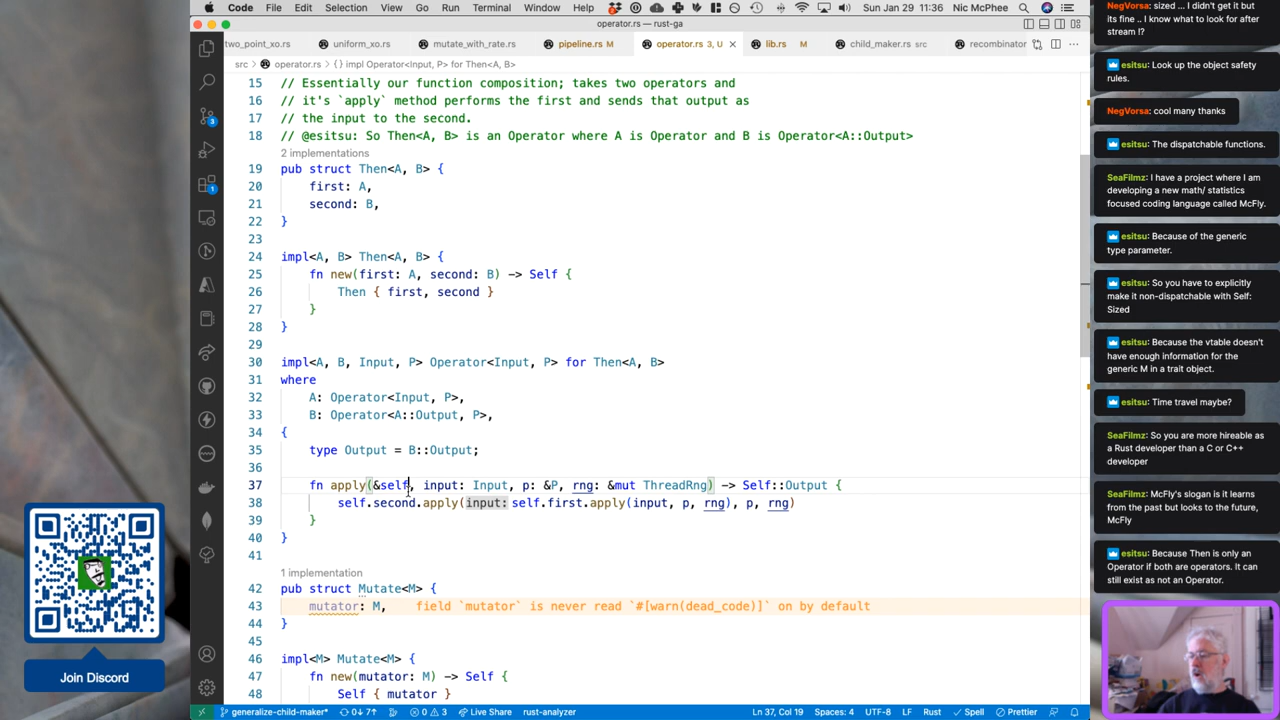 Code File Edit Selection View Go Run Terminal Window Help Sun Jan 29 11:36 Nic McPhee
operator.rs — rust-ga
two_point_xo.rs uniform_xo.rs mutate_with_rate.rs pipeline.rs M operator.rs 3, U lib.rs M child_maker.rs src recombinator
src > operator.rs > { } impl Operator<Input, P> for Then<A, B>
15 // Essentially our function composition; takes two operators and
16 // it's `apply` method performs the first and sends that output as
17 // the input to the second.
18 // @esitsu: So Then<A, B> is an Operator where A is Operator and B is Operator<A::Output>
2 implementations
19 pub struct Then<A, B> {
20 first: A,
21 second: B,
22 }
23
24 impl<A, B> Then<A, B> {
25 fn new(first: A, second: B) -> Self {
26 Then { first, second }
27 }
28 }
29
30 impl<A, B, Input, P> Operator<Input, P> for Then<A, B>
31 where
32 A: Operator<Input, P>,
33 B: Operator<A::Output, P>,
34 {
35 type Output = B::Output;
36
37 fn apply(&self, input: Input, p: &P, rng: &mut ThreadRng) -> Self::Output {
38 self.second.apply(input: self.first.apply(input, p, rng), p, rng)
39 }
40 }
41
1 implementation
42 pub struct Mutate<M> {
43 mutator: M, field `mutator` is never read `#[warn(dead_code)]` on by default
44 }
45
46 impl<M> Mutate<M> {
47 fn new(mutator: M) -> Self {
48 Self { mutator }
generalize-child-maker* 0↓ 7↑ 0 3 Live Share rust-analyzer Ln 37, Col 19 Spaces: 4 UTF-8 LF Rust Spell Prettier
3
1
Join Discord
NegVorsa: sized ... I didn't get it but
its fine .. I know what to look for after
stream !?
esitsu: Look up the object safety
rules.
NegVorsa: cool many thanks
esitsu: The dispatchable functions.
SeaFilmz: I have a project where I am
developing a new math/ statistics
focused coding language called McFly.
esitsu: Because of the generic
type parameter.
esitsu: So you have to explicitly
make it non-dispatchable with Self:
Sized
esitsu: Because the vtable doesn't
have enough information for the
generic M in a trait object.
esitsu: Time travel maybe?
SeaFilmz: So you are more hireable as
a Rust developer than a C or C++
developer
SeaFilmz: McFly's slogan is it learns
from the past but looks to the future,
McFly
esitsu: Because Then is only an
Operator if both are operators. It can
still exist as not an Operator.